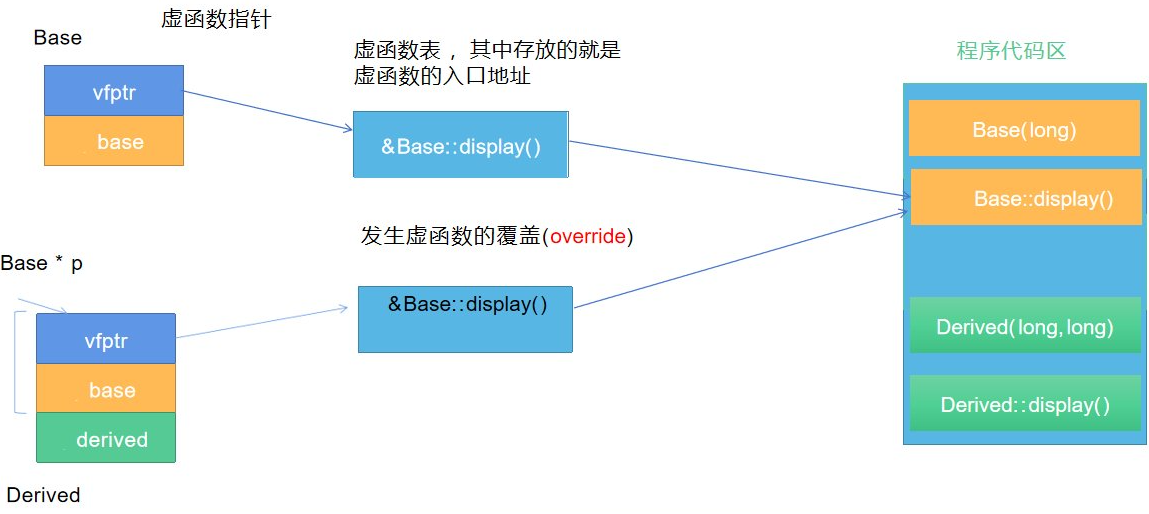 虚函数指针
Base
虚函数表 ，其中存放的就是
虚函数的入口地址
程序代码区
vfptr
base
&Base::display()
Base(long)
Base::display()
发生虚函数的覆盖(override)
Base * p
&Base::display()
vfptr
base
derived
Derived(long,long)
Derived::display()
Derived